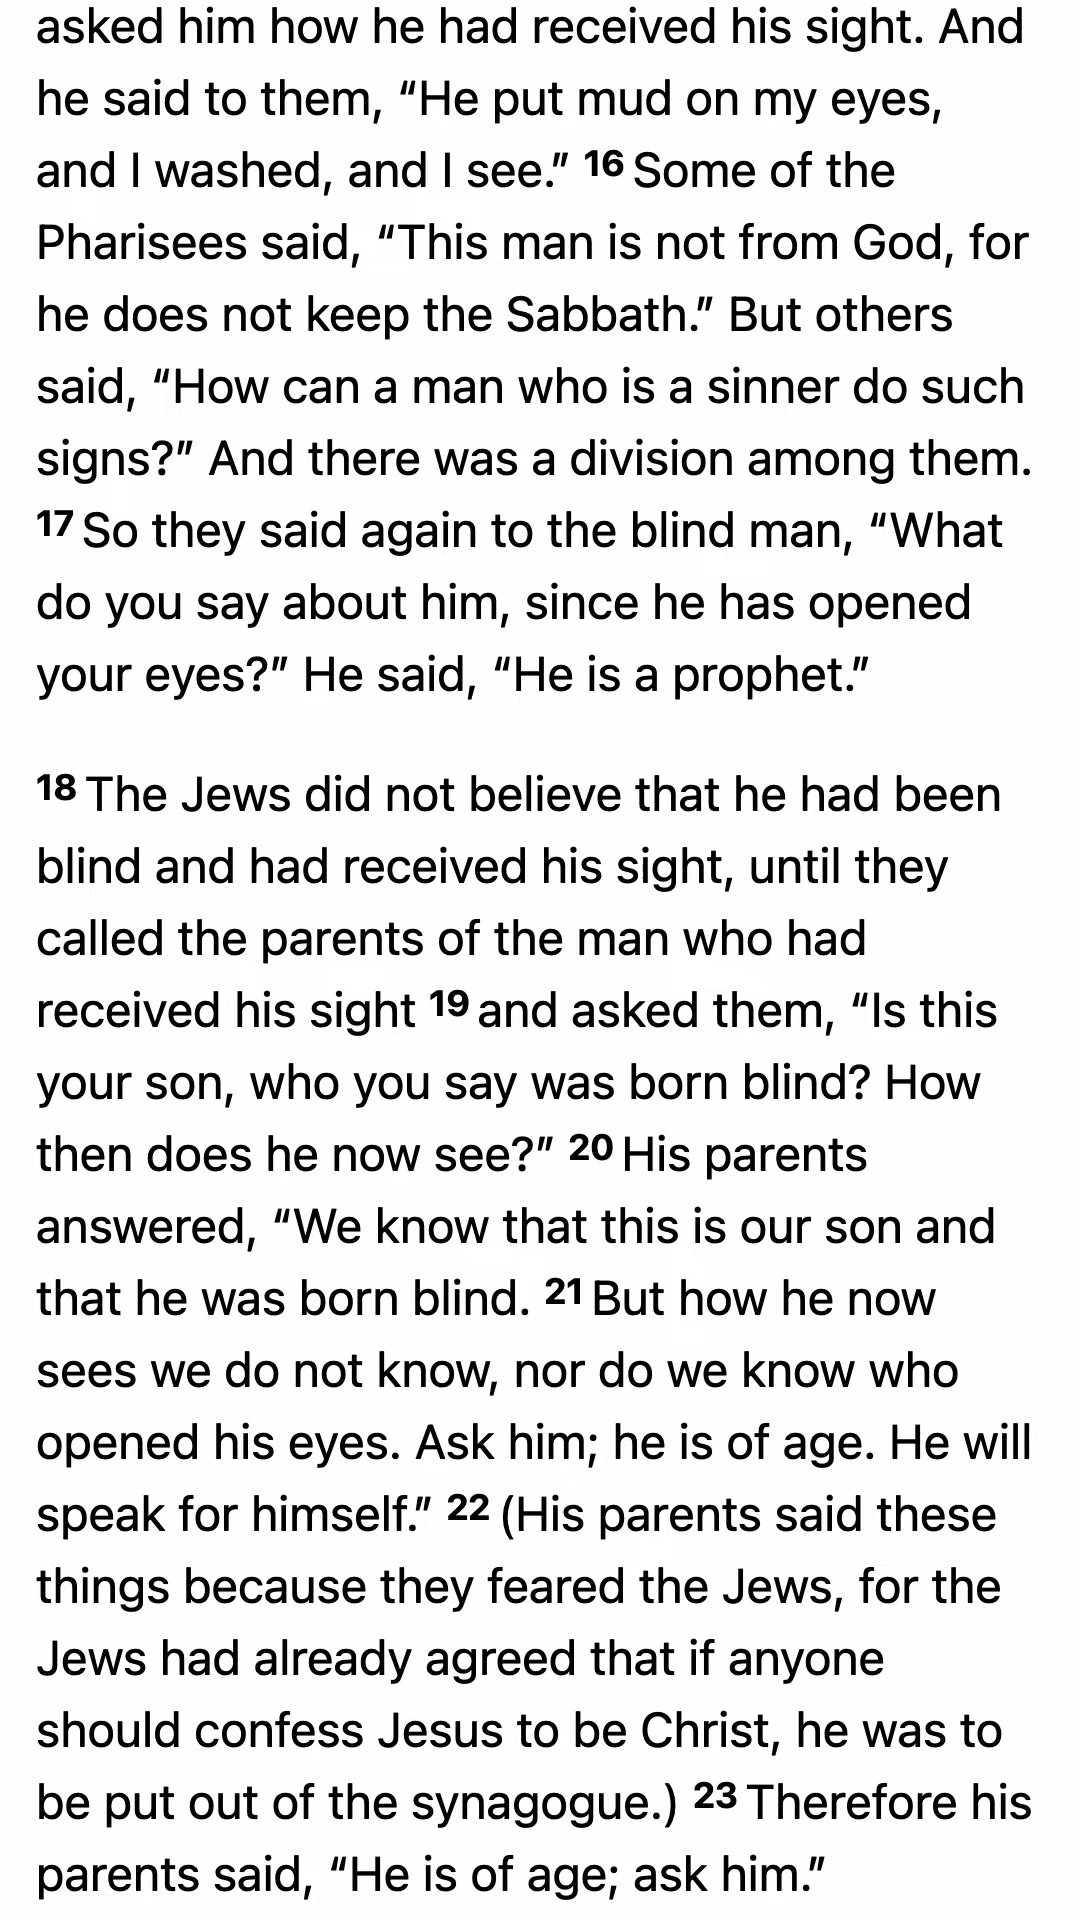 asked him how he had received his sight. And
he said to them, “He put mud on my eyes,
and I washed, and I see.” 16 Some of the
Pharisees said, “This man is not from God, for
he does not keep the Sabbath.” But others
said, “How can a man who is a sinner do such
signs?” And there was a division among them.
17 So they said again to the blind man, “What
do you say about him, since he has opened
your eyes?” He said, “He is a prophet.”
18 The Jews did not believe that he had been
blind and had received his sight, until they
called the parents of the man who had
received his sight 19 and asked them, “Is this
your son, who you say was born blind? How
then does he now see?” 20 His parents
answered, “We know that this is our son and
that he was born blind. 21 But how he now
sees we do not know, nor do we know who
opened his eyes. Ask him; he is of age. He will
speak for himself.” 22 (His parents said these
things because they feared the Jews, for the
Jews had already agreed that if anyone
should confess Jesus to be Christ, he was to
be put out of the synagogue.) 23 Therefore his
parents said, “He is of age; ask him.”